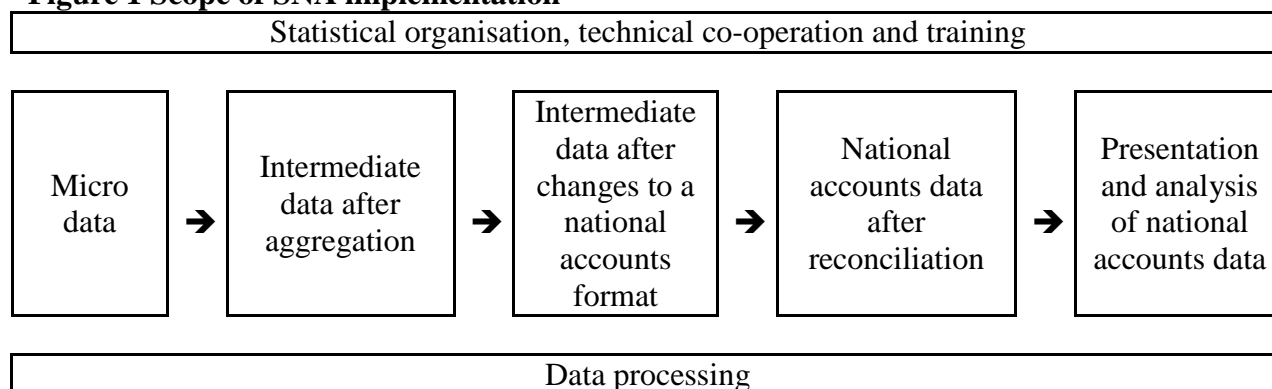 Figure 1 Scope of SNA implementation
Statistical organisation, technical co-operation and training
Micro
data
➔
Intermediate
data after
aggregation
➔
Intermediate
data after
changes to a
national
accounts
format
➔
National
accounts data
after
reconciliation
➔
Presentation
and analysis
of national
accounts data
Data processing